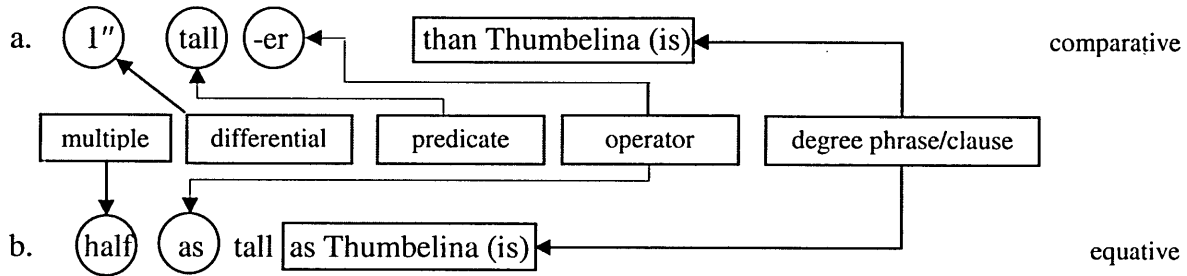 a. 1″ tall -er than Thumbelina (is) comparative
multiple differential predicate operator degree phrase/clause
b. half as tall as Thumbelina (is) equative